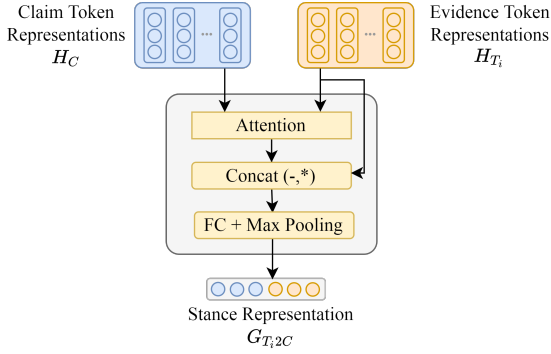 Claim Token
Representations
H_C
Evidence Token
Representations
H_{T_i}
...
...
Attention
Concat (-,*)
FC + Max Pooling
...
Stance Representation
G_{T_i2C}